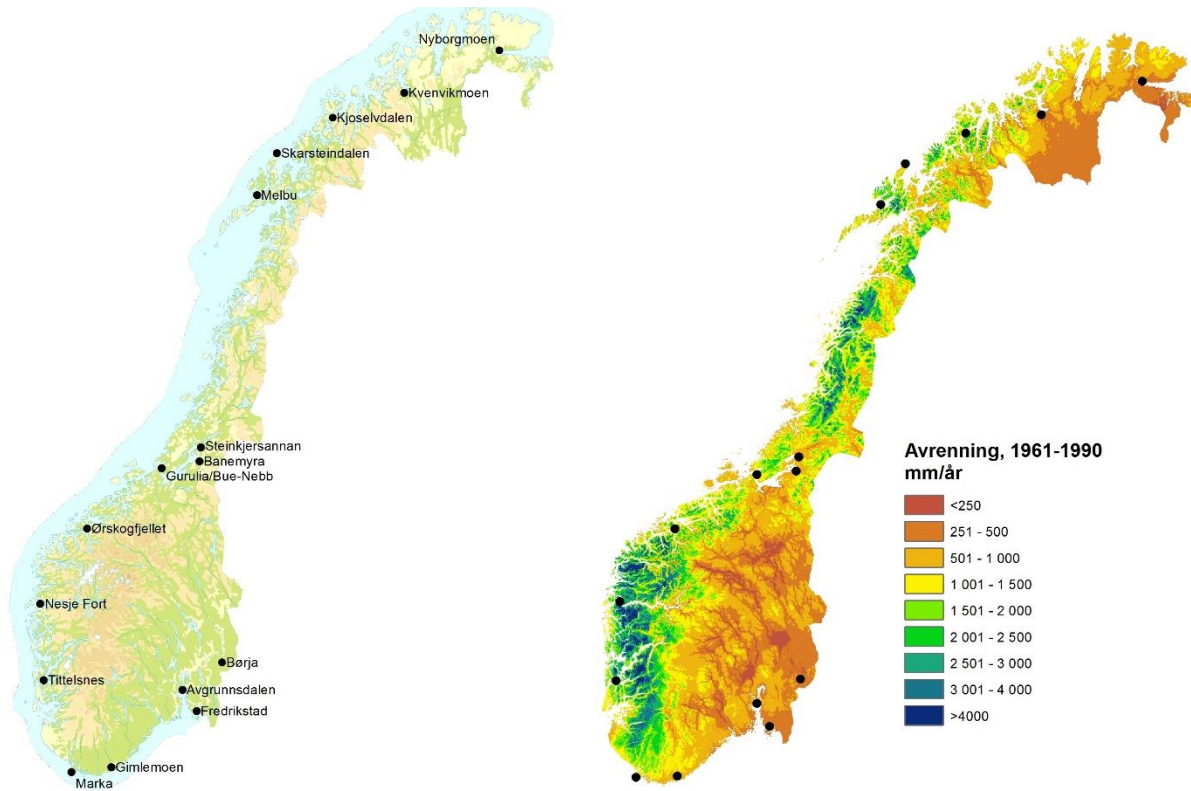 Nyborgmoen
Kvenvikmoen
Kjoselvdalen
Skarsteindalen
Melbu
Steinkjersannan
Banemyra
Gurulia/Bue-Nebb
Ørskogfjellet
Nesje Fort
Børja
Tittelsnes
Avgrunnsdalen
Fredrikstad
Gimlemoen
Marka
Avrenning, 1961-1990
mm/år
<250
251 - 500
501 - 1 000
1 001 - 1 500
1 501 - 2 000
2 001 - 2 500
2 501 - 3 000
3 001 - 4 000
>4000